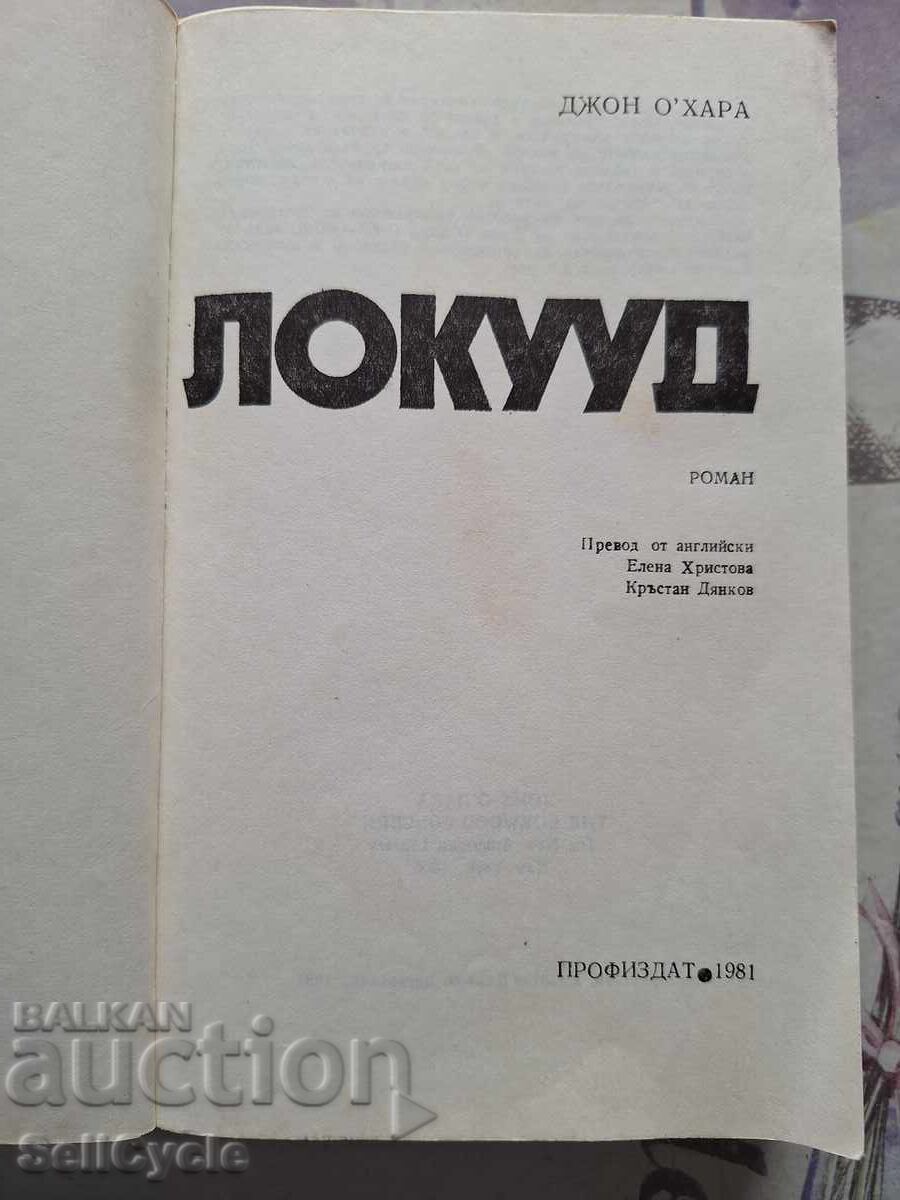 ДЖОН О'ХАРА
ЛОКУУД
РОМАН
Превод от английски
Елена Христова
Кръстан Дянков
ПРОФИЗДАТ • 1981
BALKAN
auction
SellCycle